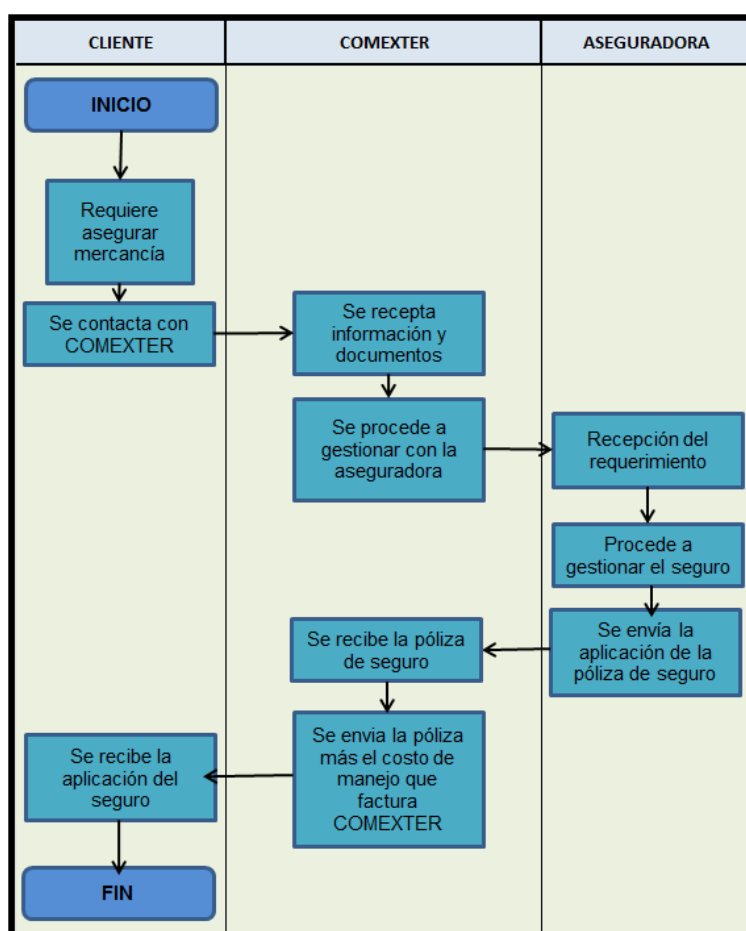 CLIENTE
COMEXTER
ASEGURADORA
INICIO
Requiere
asegurar
mercancía
Se contacta con
COMEXTER
Se recepta
información y
documentos
Se procede a
gestionar con la
aseguradora
Recepción del
requerimiento
Procede a
gestionar el seguro
Se envía la
aplicación de la
póliza de seguro
Se recibe la póliza
de seguro
Se envia la póliza
más el costo de
manejo que
factura
COMEXTER
Se recibe la
aplicación del
seguro
FIN